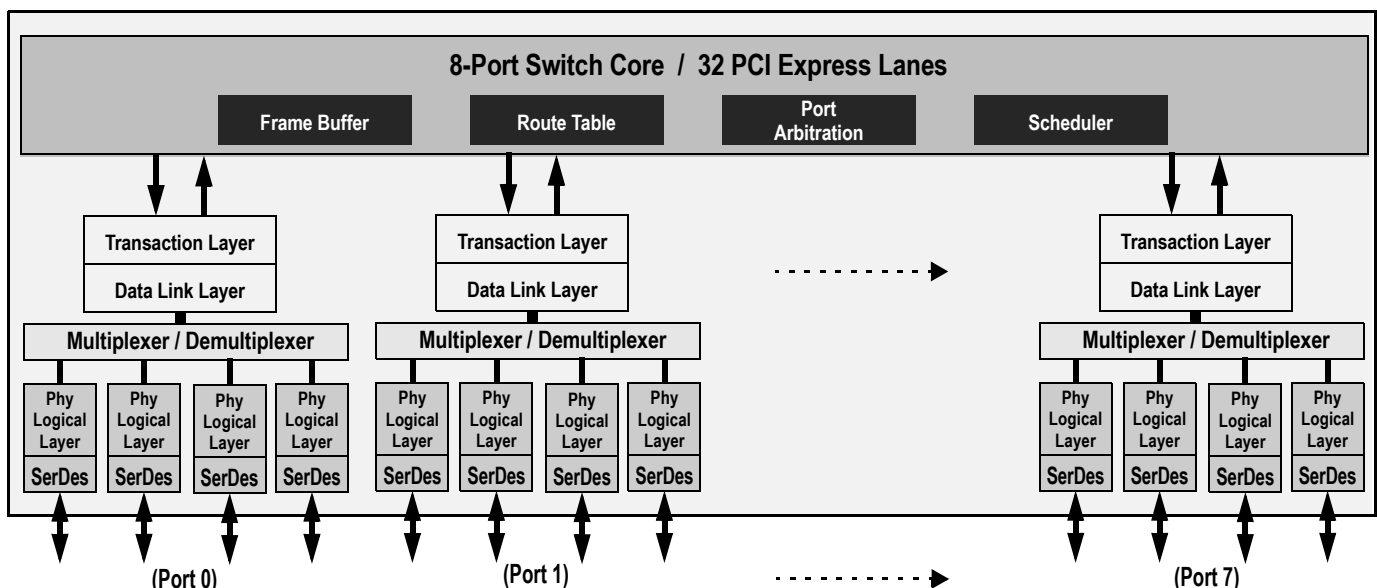 8-Port Switch Core / 32 PCI Express Lanes
Frame Buffer
Route Table
Port
Arbitration
Scheduler
Transaction Layer
Data Link Layer
Multiplexer / Demultiplexer
Phy
Logical
Layer
SerDes
Phy
Logical
Layer
SerDes
Phy
Logical
Layer
SerDes
Phy
Logical
Layer
SerDes
(Port 0)
Transaction Layer
Data Link Layer
Multiplexer / Demultiplexer
Phy
Logical
Layer
SerDes
Phy
Logical
Layer
SerDes
Phy
Logical
Layer
SerDes
Phy
Logical
Layer
SerDes
(Port 1)
Transaction Layer
Data Link Layer
Multiplexer / Demultiplexer
Phy
Logical
Layer
SerDes
Phy
Logical
Layer
SerDes
Phy
Logical
Layer
SerDes
Phy
Logical
Layer
SerDes
(Port 7)